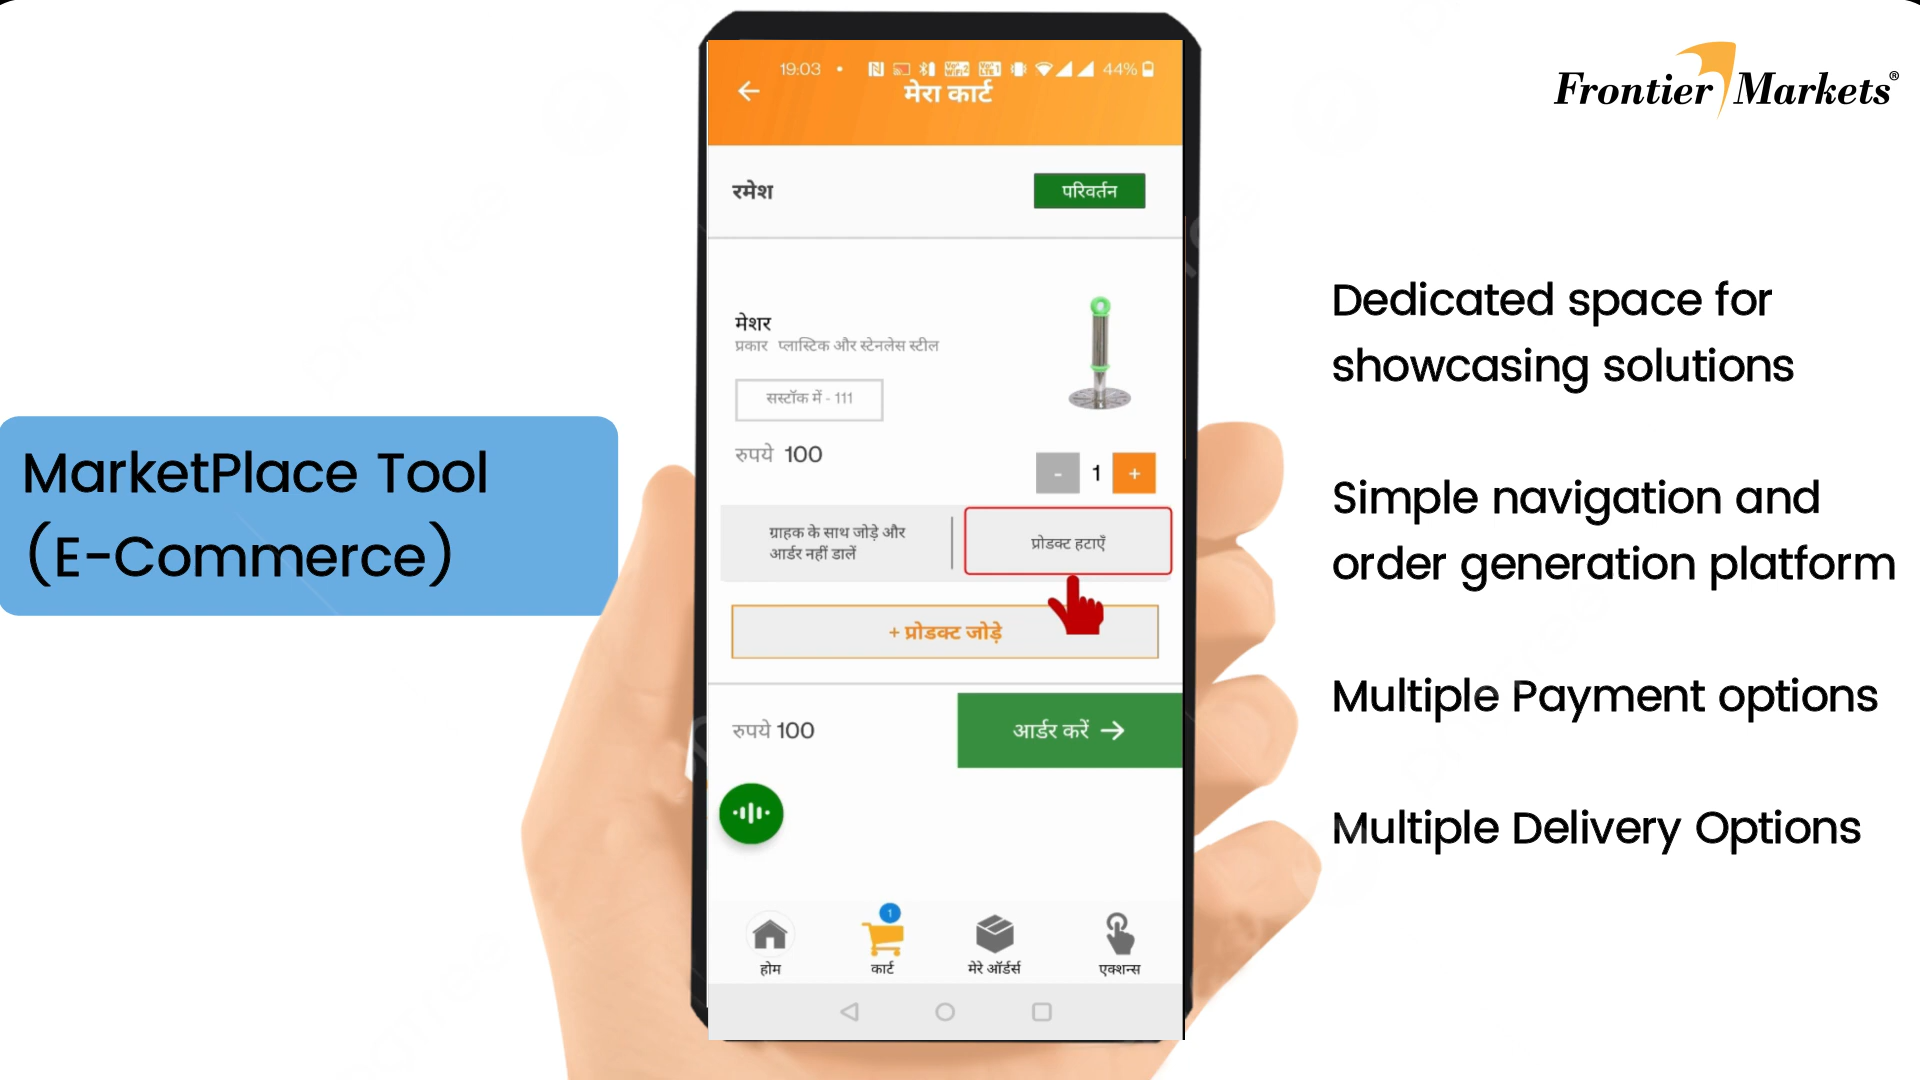 MarketPlace Tool
(E-Commerce)
19:03
44%
मेरा कार्ट
रमेश
परिवर्तन
मेशर
प्रकार प्लास्टिक और स्टेनलेस स्टील
सस्टॉक में - 111
रुपये 100
- 1 +
ग्राहक के साथ जोड़े और
आर्डर नहीं डालें
प्रोडक्ट हटाएँ
+ प्रोडक्ट जोड़े
रुपये 100
आर्डर करें →
1
होम
कार्ट
मेरे ऑर्डर्स
एक्शन्स
Frontier Markets®
Dedicated space for
showcasing solutions
Simple navigation and
order generation platform
Multiple Payment options
Multiple Delivery Options